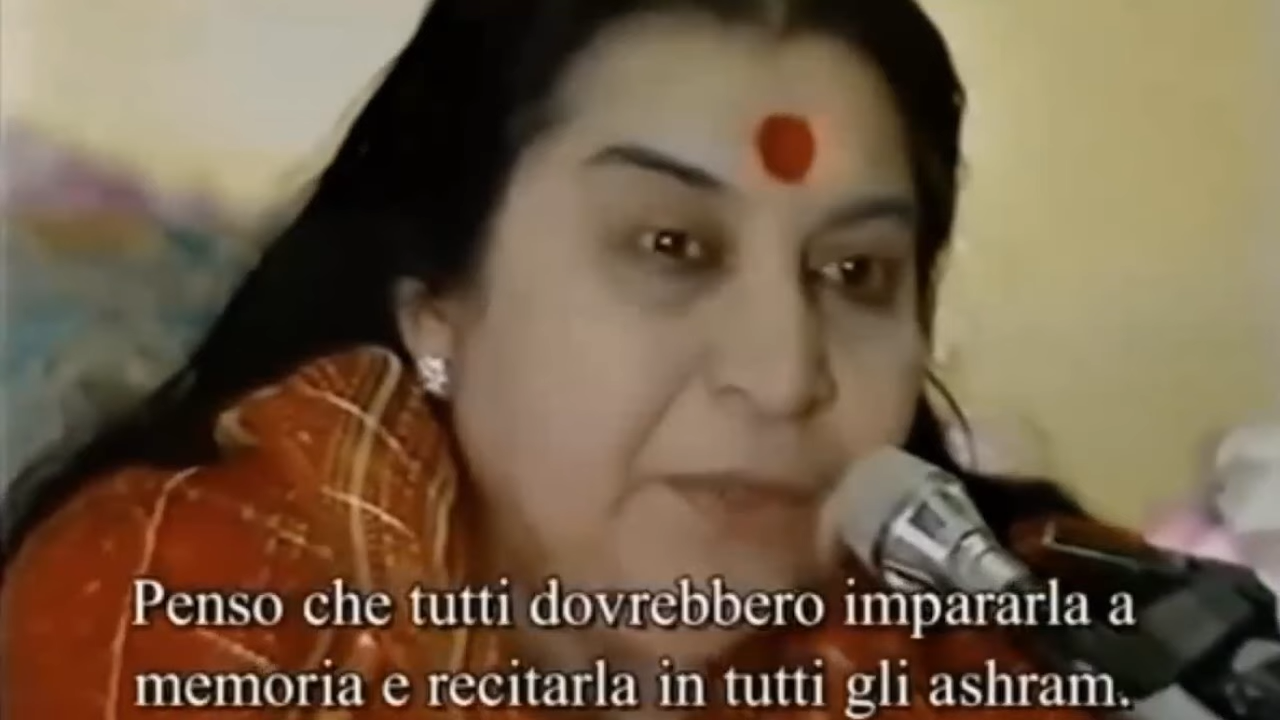 Penso che tutti dovrebbero impararla a
memoria e recitarla in tutti gli ashram.